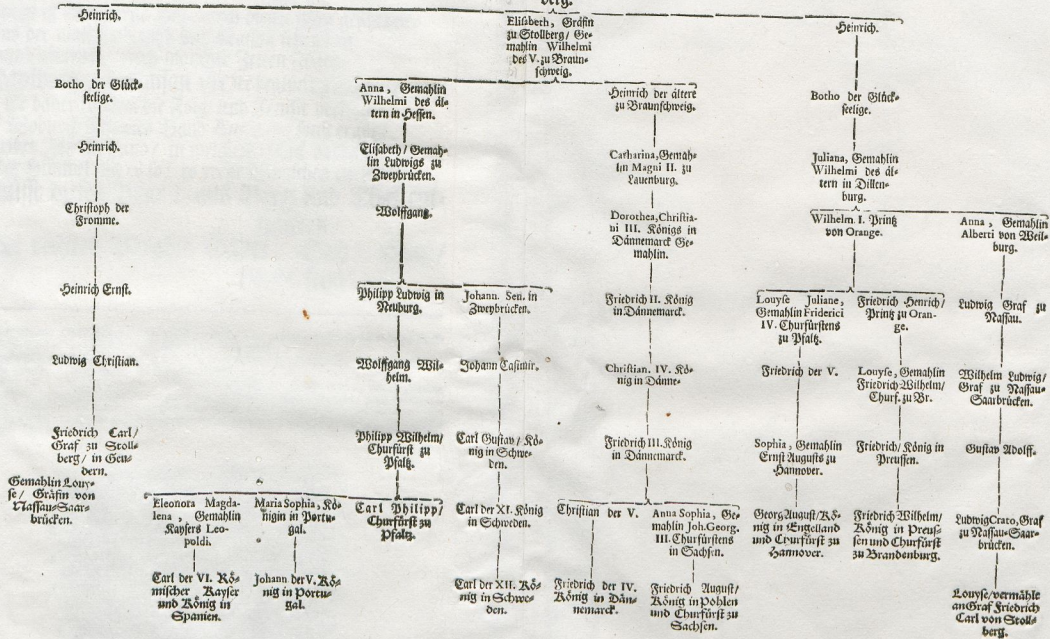 berg.
Heinrich.
Botho der Glück-
seelige.
Heinrich.
Christoph der
Fromme.
Heinrich Ernst.
Ludwig Christian.
Friedrich Carl/
Graf zu Stoll-
berg/ in Geu-
dern.
Gemahlin Louy-
se/ Gräfin von
Nassau-Saar-
brücken.
Elisabeth, Gräfin
zu Stollberg/ Ge-
mahlin Wilhelmi
des V. zu Braun-
schweig.
Anna, Gemahlin
Wilhelmi des äl-
tern in Hessen.
Elisabeth/ Gemah-
lin Ludwigs zu
Zweybrücken.
Wolffgang.
Philipp Ludwig in
Neuburg.
Wolffgang Wil-
helm.
Philipp Wilhelm/
Churfürst zu
Pfaltz.
Eleonora Magda-
lena, Gemahlin
Kaysers Leo-
poldi.
Carl der VI. Rö-
mischer Kayser
und König in
Spanien.
Maria Sophia, Kö-
nigin in Portu-
gal.
Johann der V. Kö-
nig in Portu-
gal.
Carl Philipp/
Churfürst zu
Pfaltz.
Johann. Sen. in
Zweybrücken.
Johann Casimir.
Carl Gustav/ Kö-
nig in Schwe-
den.
Carl der XI. König
in Schweden.
Carl der XII. Kö-
nig in Schwe-
den.
Heinrich der ältere
zu Braunschweig.
Catharina, Gemah-
lin Magni II. zu
Lauenburg.
Dorothea, Christia-
ni III. Königs in
Dännemarck Ge-
mahlin.
Friedrich II. König
in Dännemarck.
Christian. IV. Kö-
nig in Dänne-
Friedrich III. König
in Dännemarck.
Christian der V.
Friedrich der IV.
König in Dän-
nemarck.
Anna Sophia, Ge-
mahlin Joh. Georg.
III. Churfürstens
in Sachsen.
Friedrich August/
König in Pohlen
und Churfürst zu
Sachsen.
Heinrich.
Botho der Glück-
seelige.
Juliana, Gemahlin
Wilhelms des äl-
tern in Dillen-
burg.
Wilhelm. I. Printz
von Orange.
Louyse Juliane,
Gemahlin Friderici
IV. Churfürstens
zu Pfaltz.
Friedrich der V.
Sophia, Gemahlin
Ernst Augusts zu
Hannover.
Georg August/ Kö-
nig in Engelland
und Churfürst zu
Hannover.
Friedrich Henrich/
Printz zu Oran-
ge.
Louyse, Gemahlin
Friedrich Wilhelm/
Churf. zu Br.
Friedrich/ König in
Preussen.
Friedrich Wilhelm/
König in Preus-
sen und Churfürst
zu Brandenburg.
Anna, Gemahlin
Alberti von Weil-
burg.
Ludwig Graf zu
Nassau.
Wilhelm Ludwig/
Graf zu Nassau-
Saarbrücken.
Gustav Adolff.
Ludwig Crato, Graf
zu Nassau-Saar-
brücken.
Louyse/ vermählte
an Graf Friedrich
Carl von Stoll-
berg.